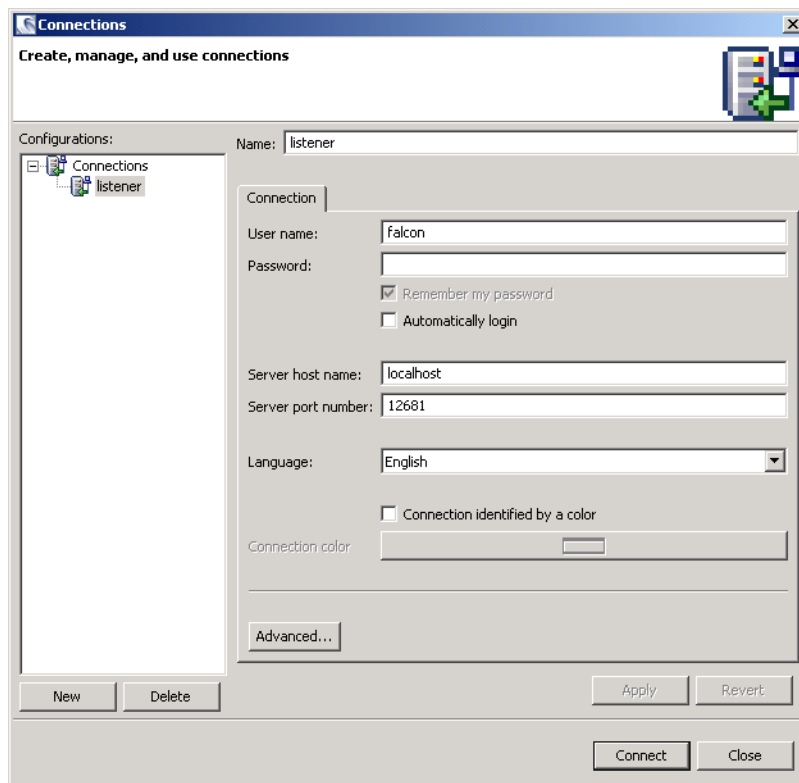 Connections
Create, manage, and use connections
Configurations:
Connections
listener
Name: listener
Connection
User name: falcon
Password:
Remember my password
Automatically login
Server host name: localhost
Server port number: 12681
Language: English
Connection identified by a color
Connection color
Advanced...
New Delete
Apply Revert
Connect Close